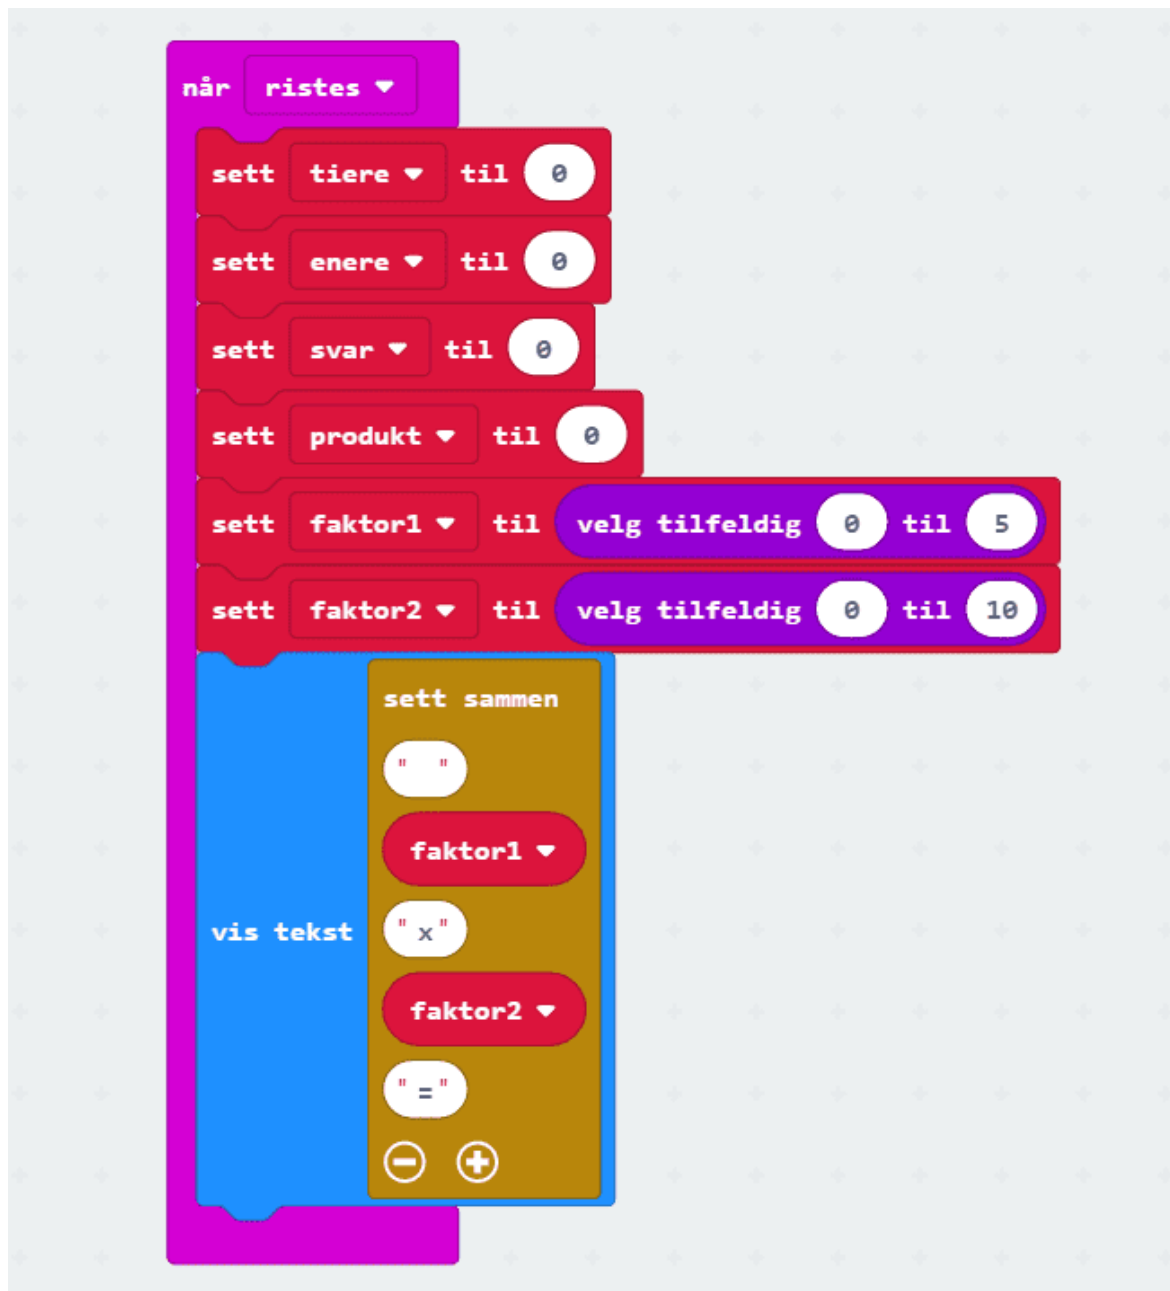 når ristes
sett tiere til 0
sett enere til 0
sett svar til 0
sett produkt til 0
sett faktor1 til velg tilfeldig 0 til 5
sett faktor2 til velg tilfeldig 0 til 10
sett sammen
" "
faktor1
vis tekst "x"
faktor2
"="